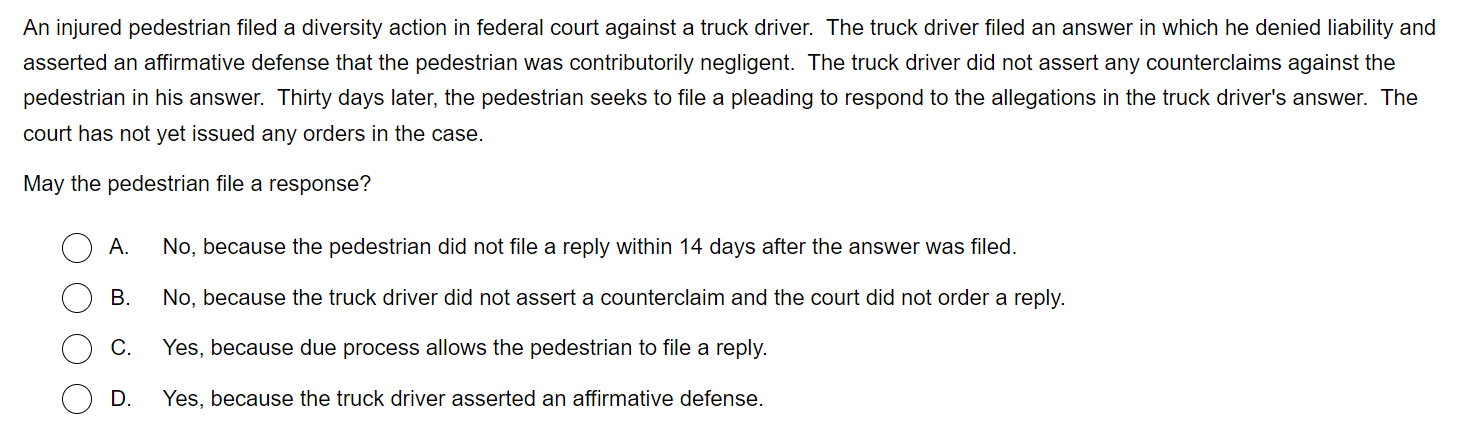 An injured pedestrian filed a diversity action in federal court against a truck driver.  The truck driver filed an answer in which he denied liability and
asserted an affirmative defense that the pedestrian was contributorily negligent.  The truck driver did not assert any counterclaims against the
pedestrian in his answer.  Thirty days later, the pedestrian seeks to file a pleading to respond to the allegations in the truck driver's answer.  The
court has not yet issued any orders in the case.
May the pedestrian file a response?
A. No, because the pedestrian did not file a reply within 14 days after the answer was filed.
B. No, because the truck driver did not assert a counterclaim and the court did not order a reply.
C. Yes, because due process allows the pedestrian to file a reply.
D. Yes, because the truck driver asserted an affirmative defense.